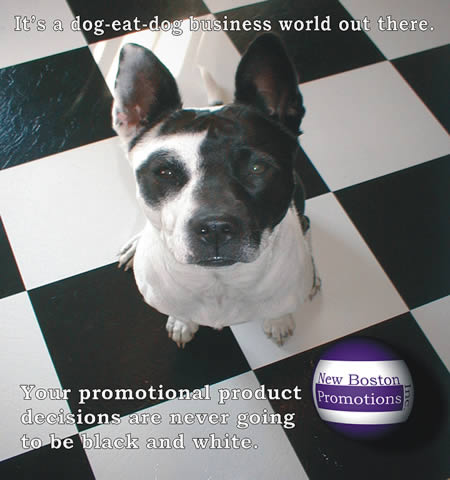 It's a dog-eat-dog business world out there.
Your promotional product
decisions are never going
to be black and white.
New Boston
Promotions
Inc.